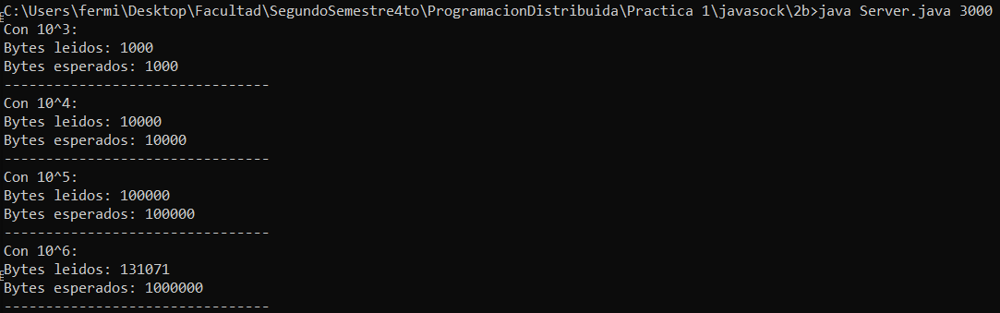 C:\Users\fermi\Desktop\Facultad\SegundoSemestre4to\ProgramacionDistribuida\Practica 1\javasock\2b>java Server.java 3000
Con 10^3:
Bytes leidos: 1000
Bytes esperados: 1000
--------------------------------
Con 10^4:
Bytes leidos: 10000
Bytes esperados: 10000
--------------------------------
Con 10^5:
Bytes leidos: 100000
Bytes esperados: 100000
--------------------------------
Con 10^6:
Bytes leidos: 131071
Bytes esperados: 1000000
--------------------------------